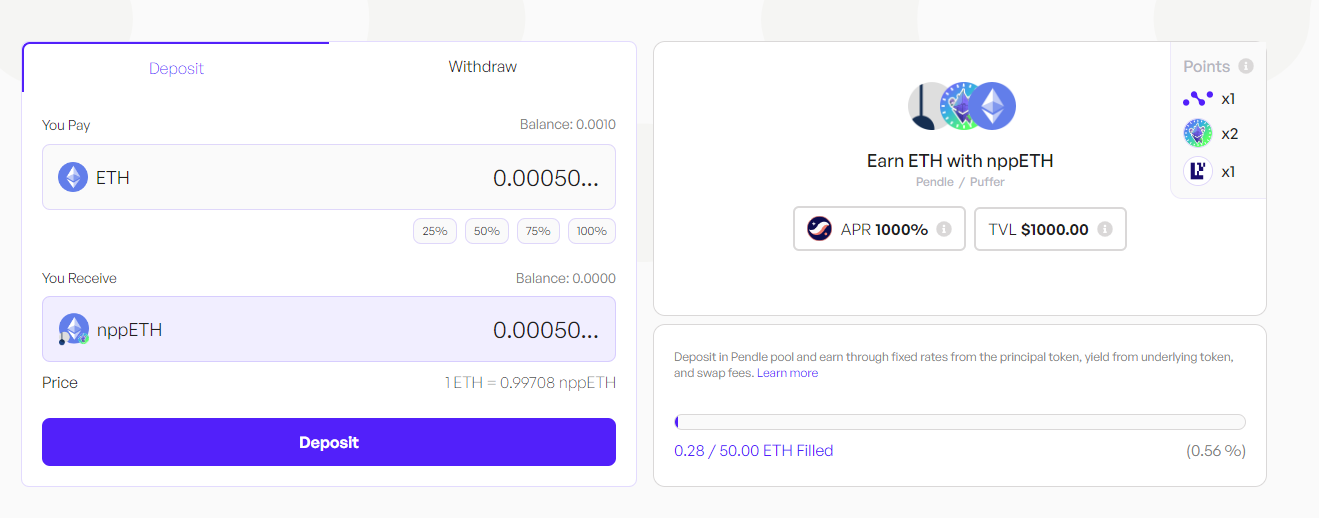 Deposit
Withdraw
You Pay
Balance: 0.0010
ETH
0.00050...
25%
50%
75%
100%
You Receive
Balance: 0.0000
nppETH
0.00050...
Price
1 ETH = 0.99708 nppETH
Deposit
Points
x1
x2
x1
Earn ETH with nppETH
Pendle / Puffer
APR 1000%
TVL $1000.00
Deposit in Pendle pool and earn through fixed rates from the principal token, yield from underlying token,
and swap fees. Learn more
0.28 / 50.00 ETH Filled
(0.56 %)